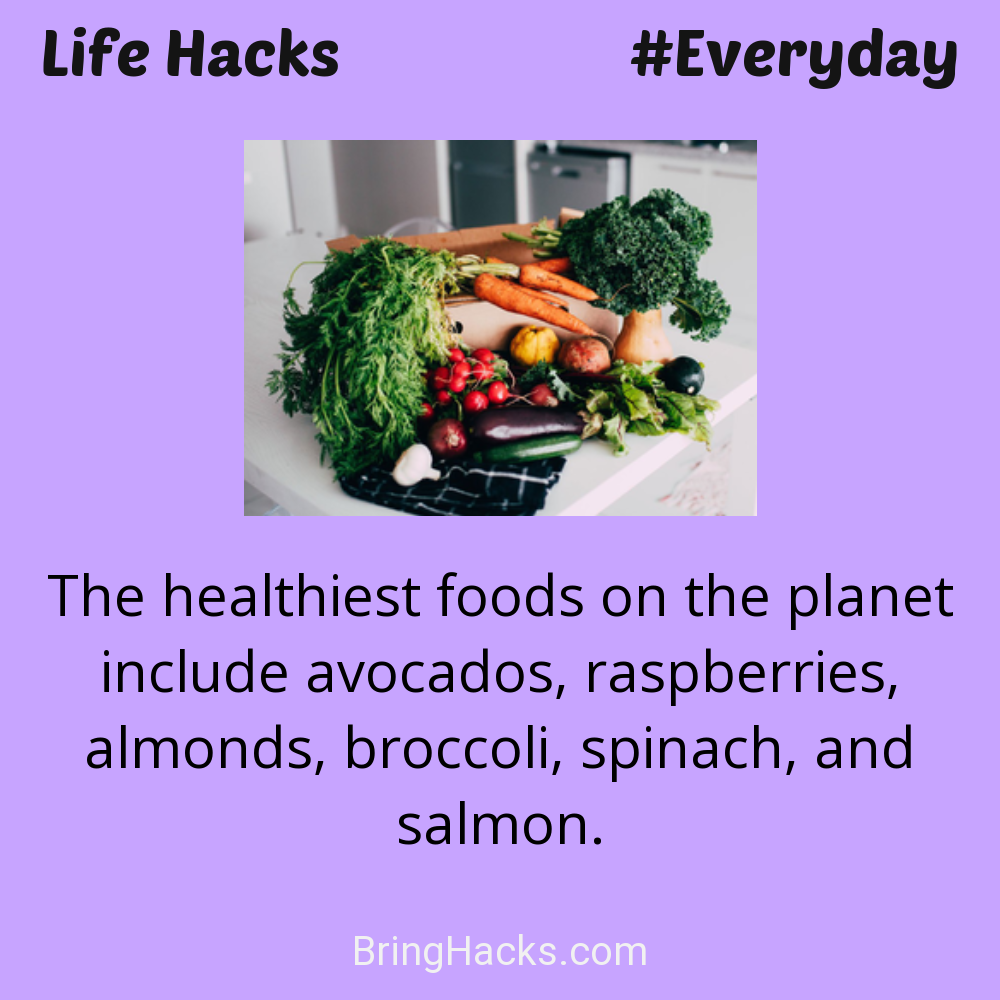 Life Hacks
#Everyday
The healthiest foods on the planet
include avocados, raspberries,
almonds, broccoli, spinach, and
salmon.
BringHacks.com